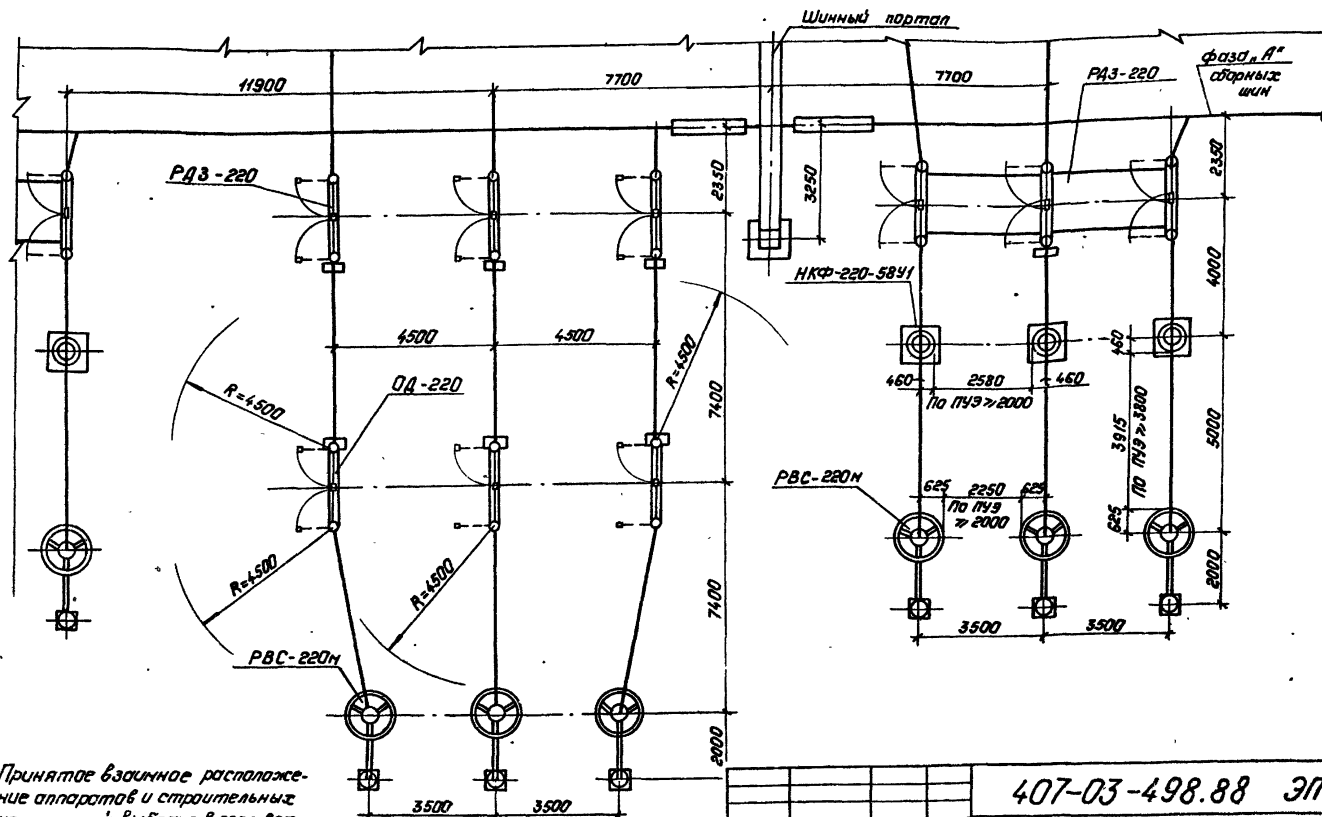 Шинный портал
11900
7700
7700
РДЗ-220
фаза „А"
сборных
шин
РДЗ-220
2350
3250
2350
НКФ-220-58У1
4000
4500
4500
R=4500
R=4500
ОД-220
7400
460
2580
460
По ПУЭ ≥2000
460
3915
По ПУЭ ≥3800
5000
РВС-220м
625
2250
625
По ПУЭ
≥2000
625
R=4500
R=4500
7400
2000
3500
3500
РВС-220м
2000
3500
3500
Принятое взаимное расположе-
ние аппаратов и строительных
407-03-498.88 ЭП